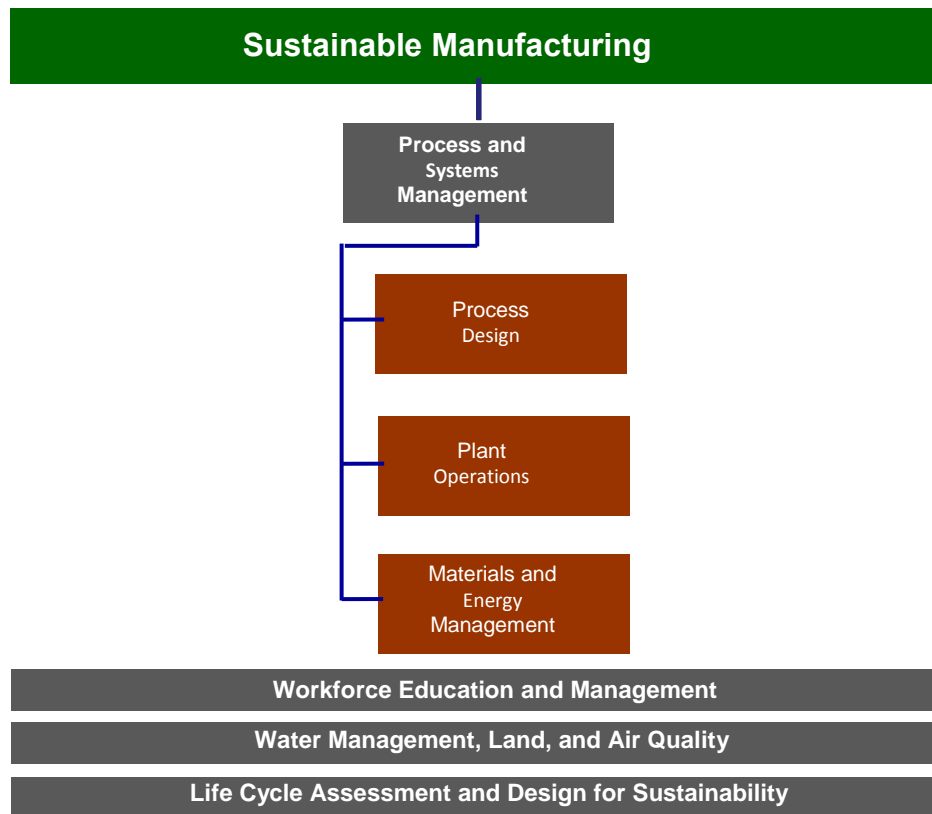 Sustainable Manufacturing
Process and
Systems
Management
Process
Design
Plant
Operations
Materials and
Energy
Management
Workforce Education and Management
Water Management, Land, and Air Quality
Life Cycle Assessment and Design for Sustainability